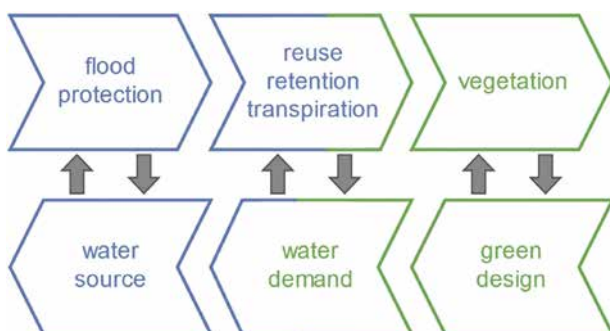 flood
protection
reuse
retention
transpiration
vegetation
water
source
water
demand
green
design